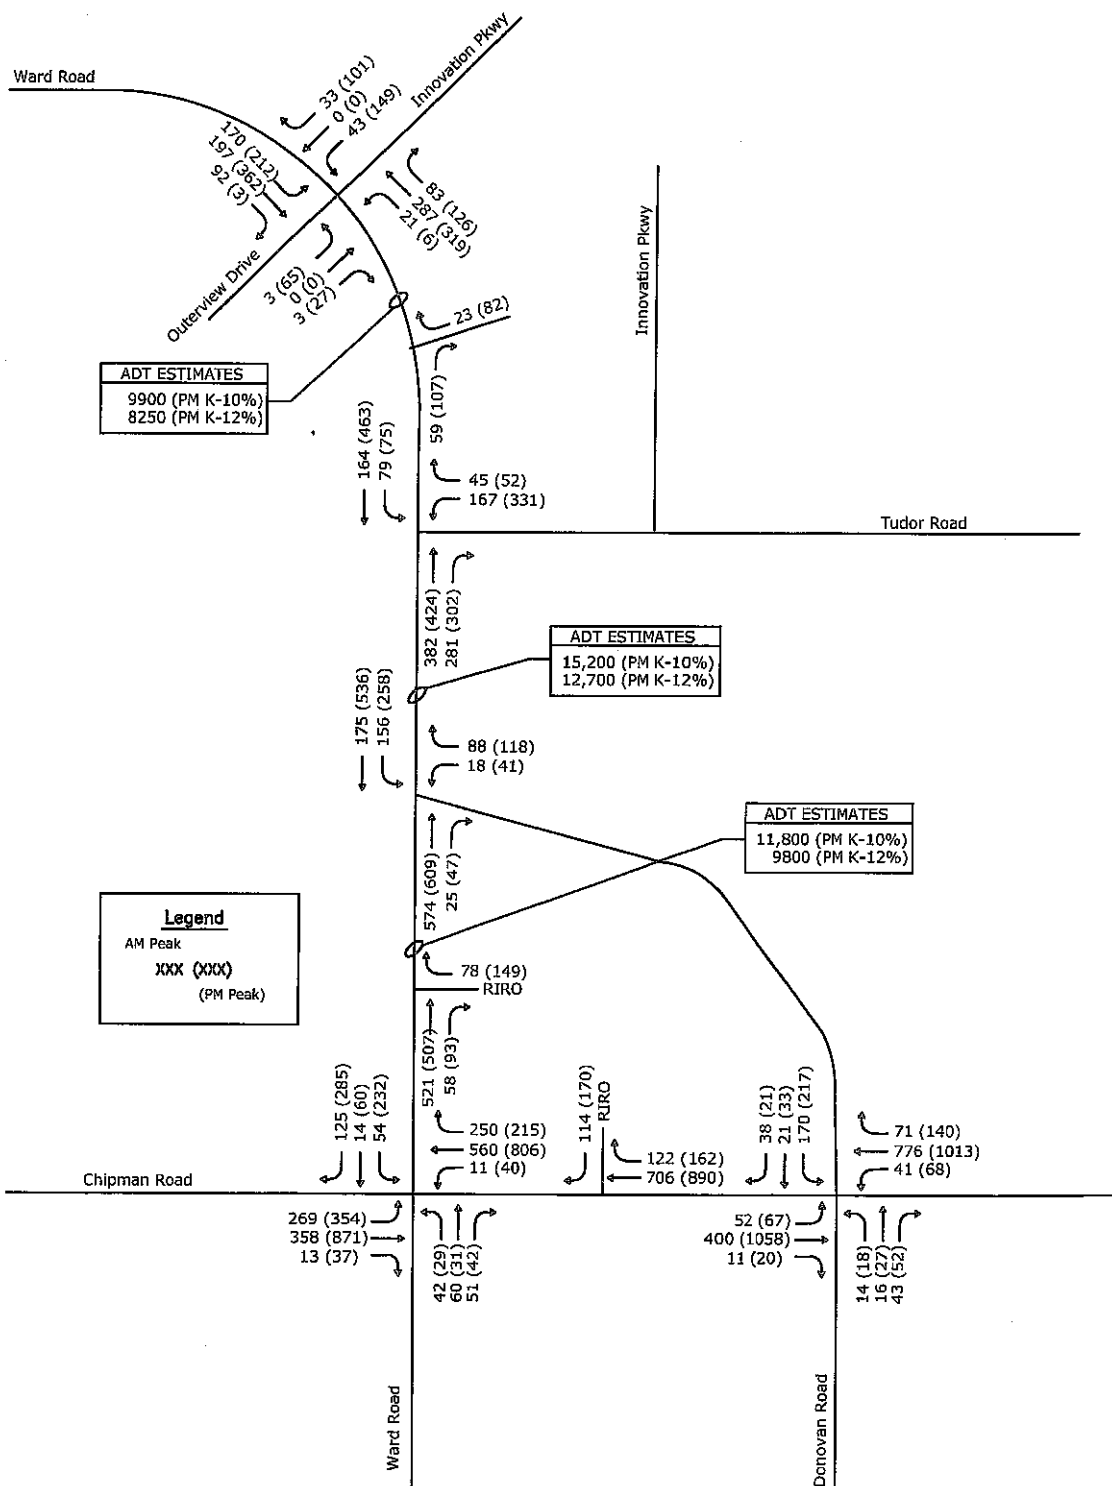 Ward Road
Innovation Pkwy
33 (101)
0 (0)
43 (149)
170 (212)
197 (362)
92 (3)
83 (126)
287 (319)
21 (6)
Outerview Drive
3 (65)
0 (0)
3 (27)
Innovation Pkwy
23 (82)
59 (107)
ADT ESTIMATES
9900 (PM K-10%)
8250 (PM K-12%)
164 (463)
79 (75)
45 (52)
167 (331)
Tudor Road
382 (424)
281 (302)
ADT ESTIMATES
15,200 (PM K-10%)
12,700 (PM K-12%)
175 (536)
156 (258)
88 (118)
18 (41)
ADT ESTIMATES
11,800 (PM K-10%)
9800 (PM K-12%)
574 (609)
25 (47)
Legend
AM Peak
XXX (XXX)
(PM Peak)
78 (149)
RIRO
521 (507)
58 (93)
125 (285)
14 (60)
54 (232)
250 (215)
560 (806)
11 (40)
114 (170)
RIRO
122 (162)
706 (890)
38 (21)
21 (33)
170 (217)
71 (140)
776 (1013)
41 (68)
Chipman Road
269 (354)
358 (871)
13 (37)
42 (29)
60 (31)
51 (42)
52 (67)
400 (1058)
11 (20)
14 (18)
16 (27)
43 (52)
Ward Road
Donovan Road